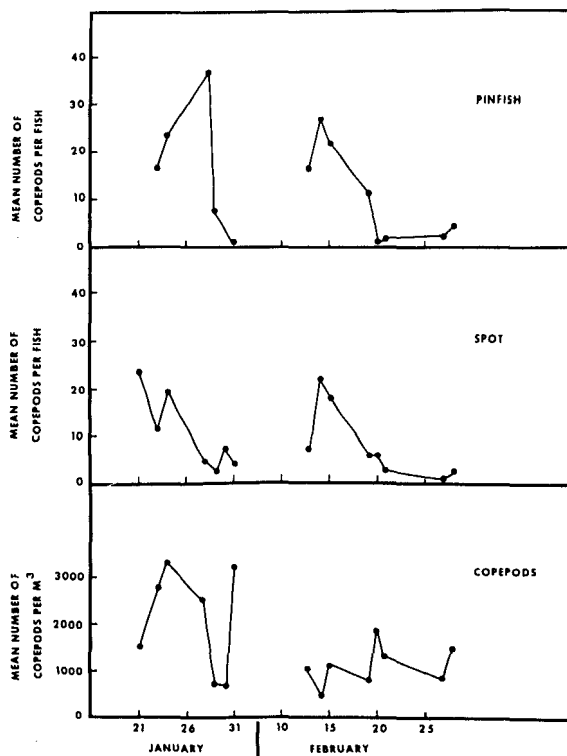 MEAN NUMBER OF
COPEPODS PER FISH
40
30
20
10
0
PINFISH
MEAN NUMBER OF
COPEPODS PER FISH
40
30
20
10
0
SPOT
MEAN NUMBER OF
COPEPODS PER M³
3000
2000
1000
0
COPEPODS
21 26 31 10 15 20 25
JANUARY FEBRUARY